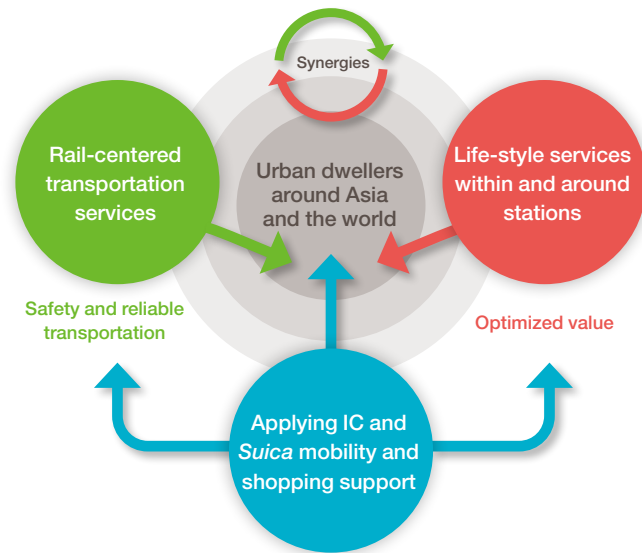 Synergies
Rail-centered
transportation
services
Urban dwellers
around Asia
and the world
Life-style services
within and around
stations
Safety and reliable
transportation
Optimized value
Applying IC and
Suica mobility and
shopping support